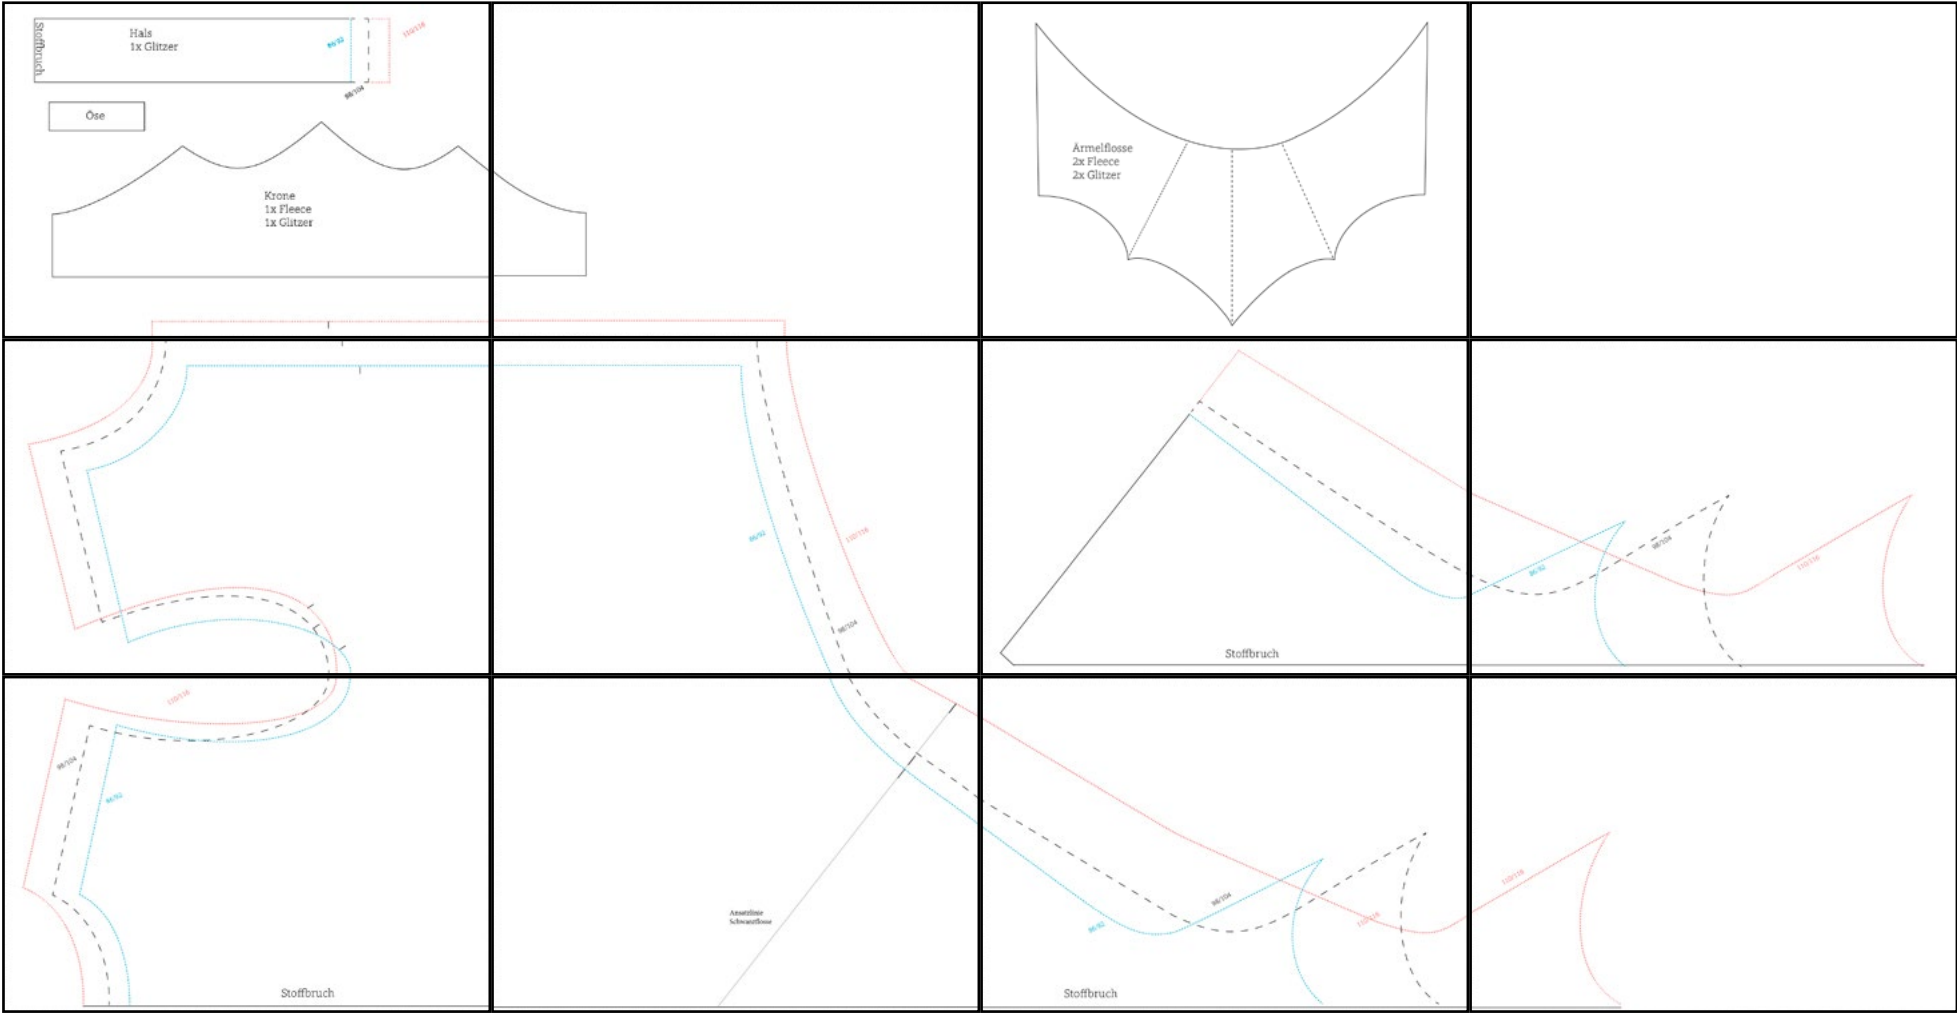 Stoffbruch
Hals
1x Glitzer
86/92
110/116
98/104
Öse
Krone
1x Fleece
1x Glitzer
Ärmelflosse
2x Fleece
2x Glitzer
86/92
110/116
98/104
86/92
98/104
110/116
Stoffbruch
110/116
98/104
86/92
Stoffbruch
Ansatzlinie
Schwanzflosse
98/104
86/92
110/116
110/116
Stoffbruch